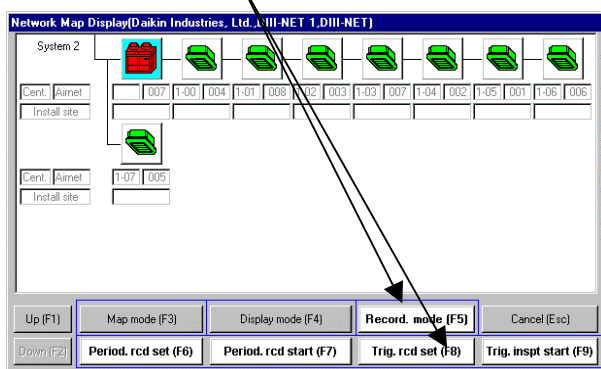 Network Map Display(Daikin Industries, Ltd.,DIII-NET 1,DIII-NET)
System 2
Cent. Airnet 007 1-00 004 1-01 008 1-02 003 1-03 007 1-04 002 1-05 001 1-06 006
Install site
Cent. Airnet 1-07 005
Install site
Up (F1) Map mode (F3) Display mode (F4) Record. mode (F5) Cancel (Esc)
Down (F2) Period. rcd set (F6) Period. rcd start (F7) Trig. rcd set (F8) Trig. inspt start (F9)